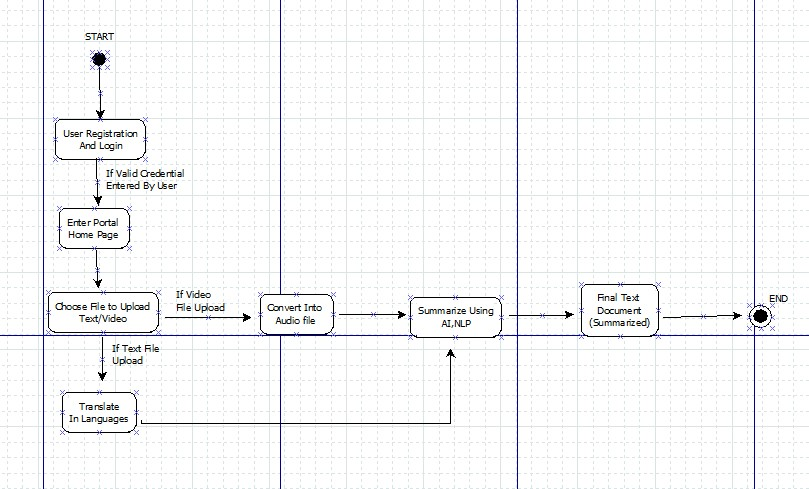 START
User Registration
And Login
If Valid Credential
Entered By User
Enter Portal
Home Page
Choose File to Upload
Text/Video
If Video
File Upload
Convert Into
Audio file
Summarize Using
AI,NLP
Final Text
Document
(Summarized)
END
If Text File
Upload
Translate
In Languages